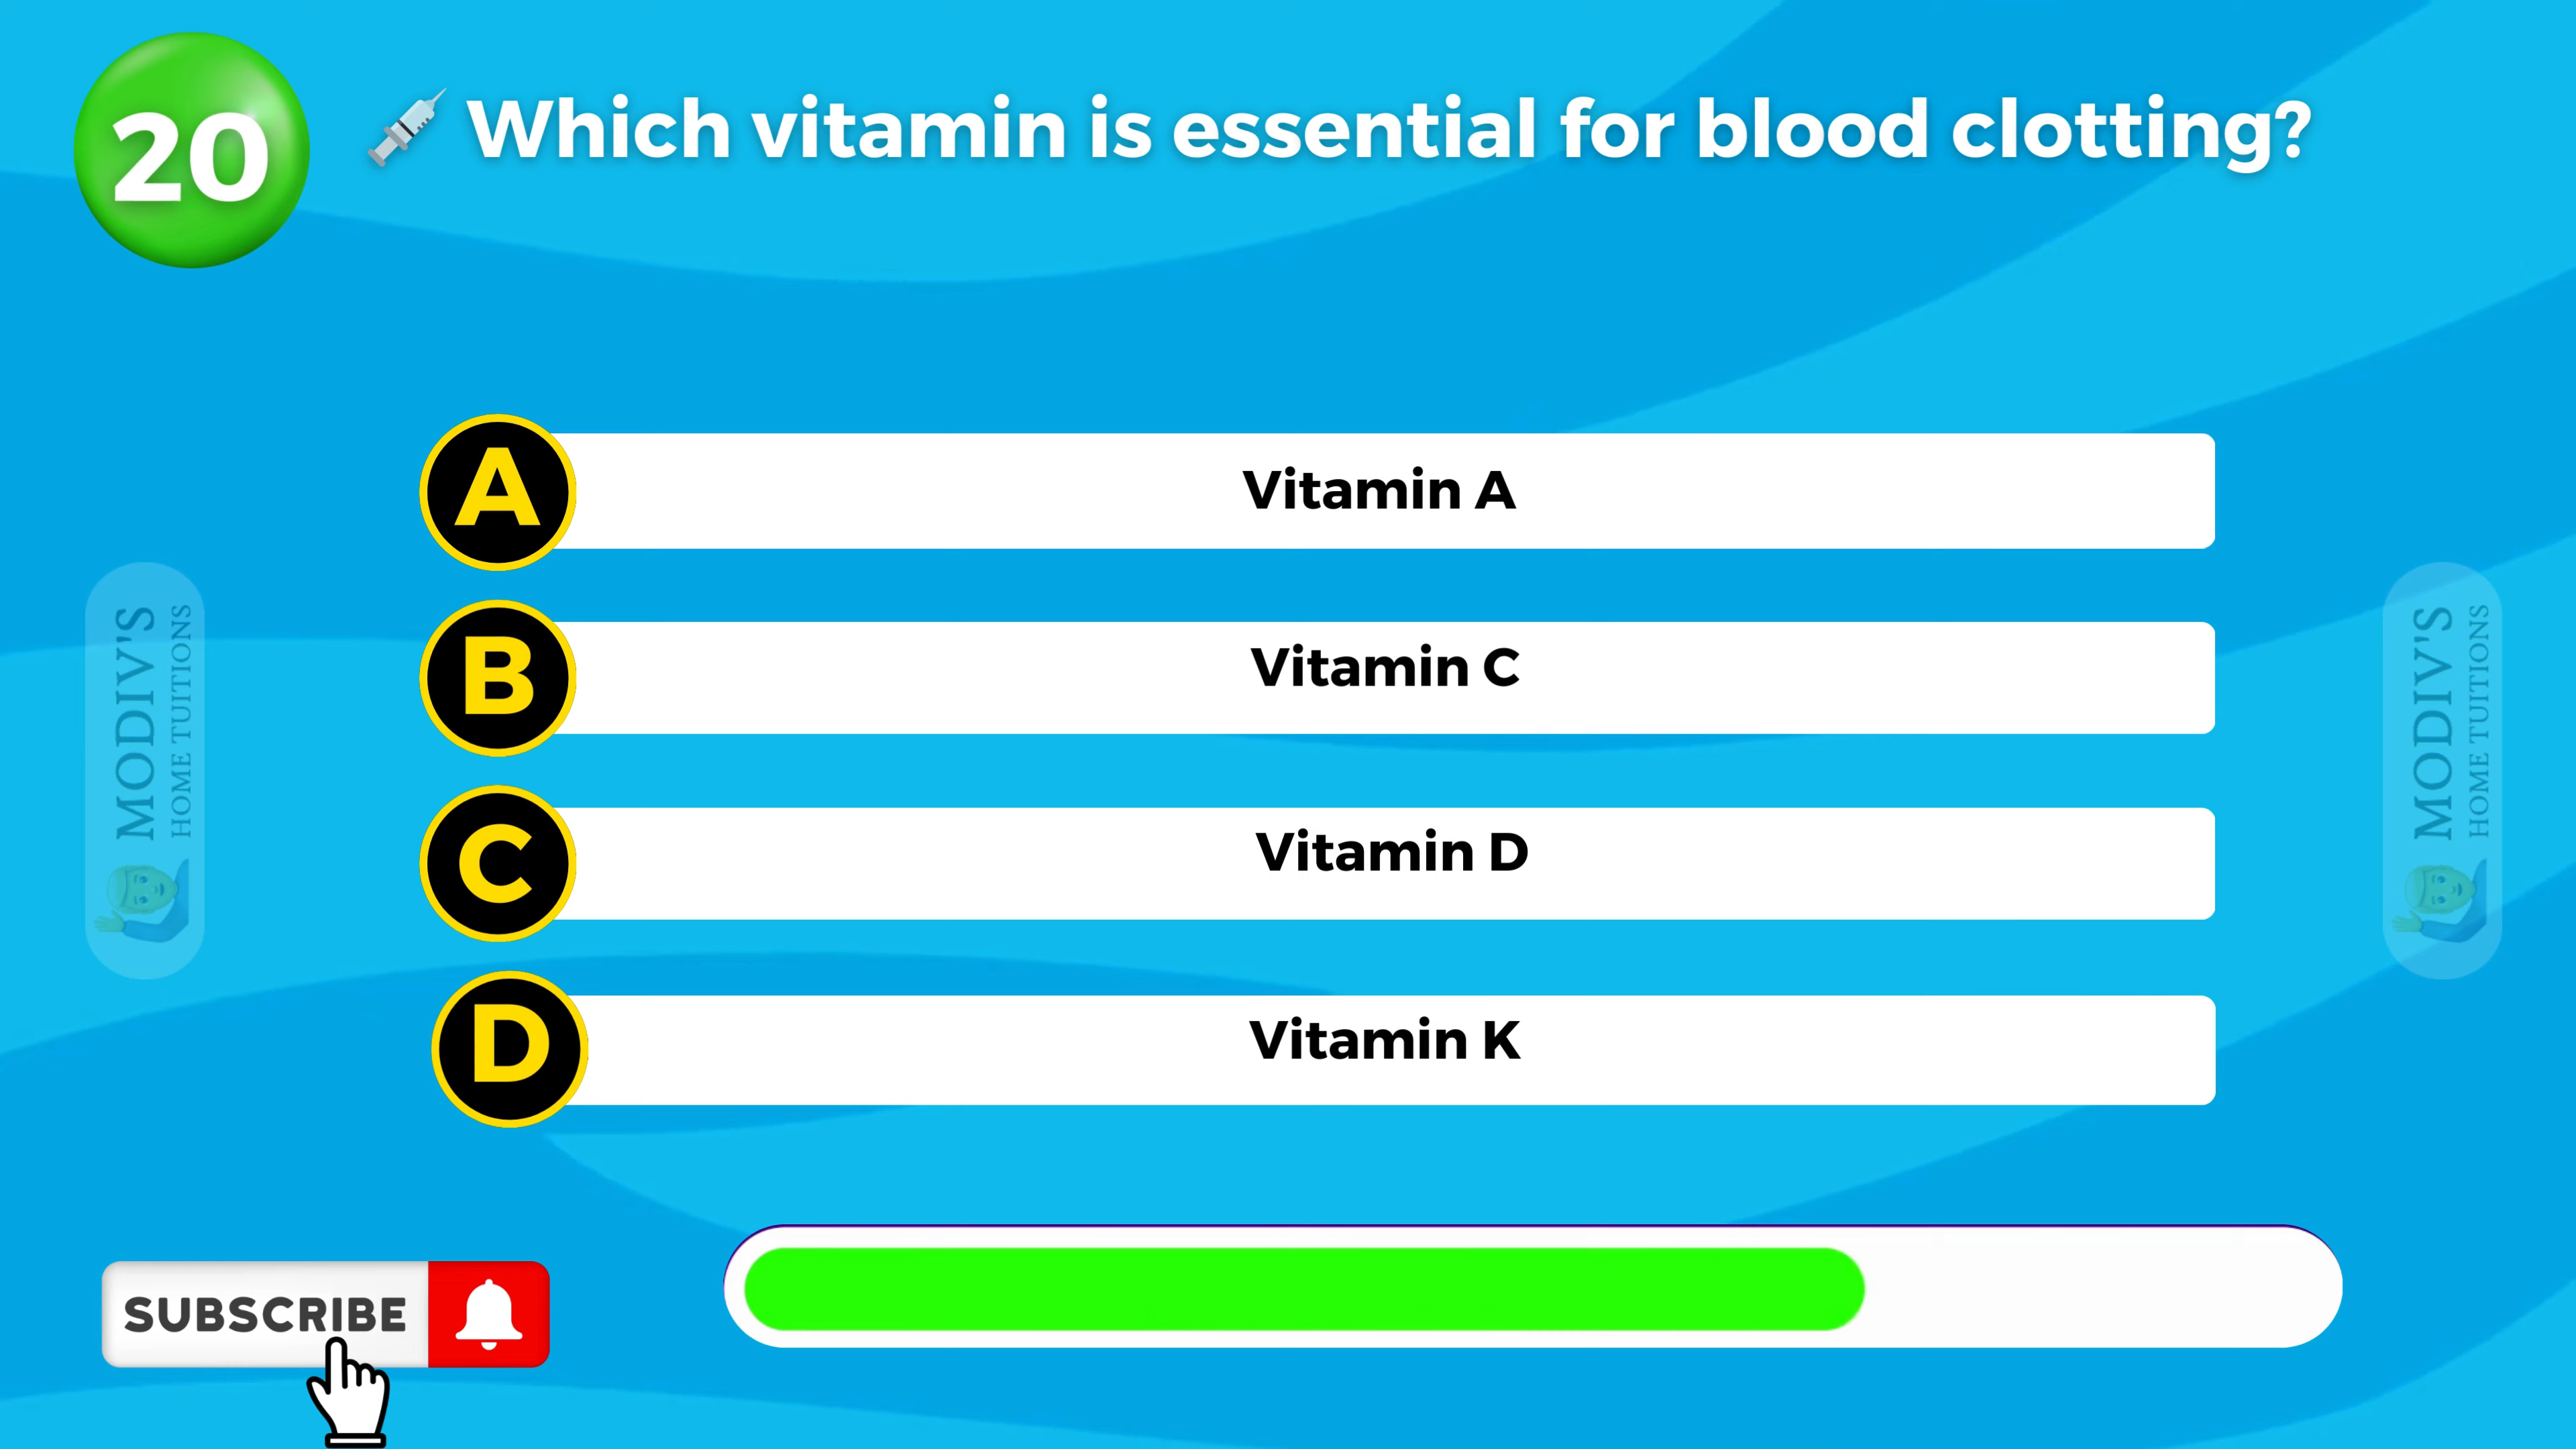 20
Which vitamin is essential for blood clotting?
A
Vitamin A
B
Vitamin C
C
Vitamin D
D
Vitamin K
MODIV'S
HOME TUITIONS
MODIV'S
HOME TUITIONS
SUBSCRIBE